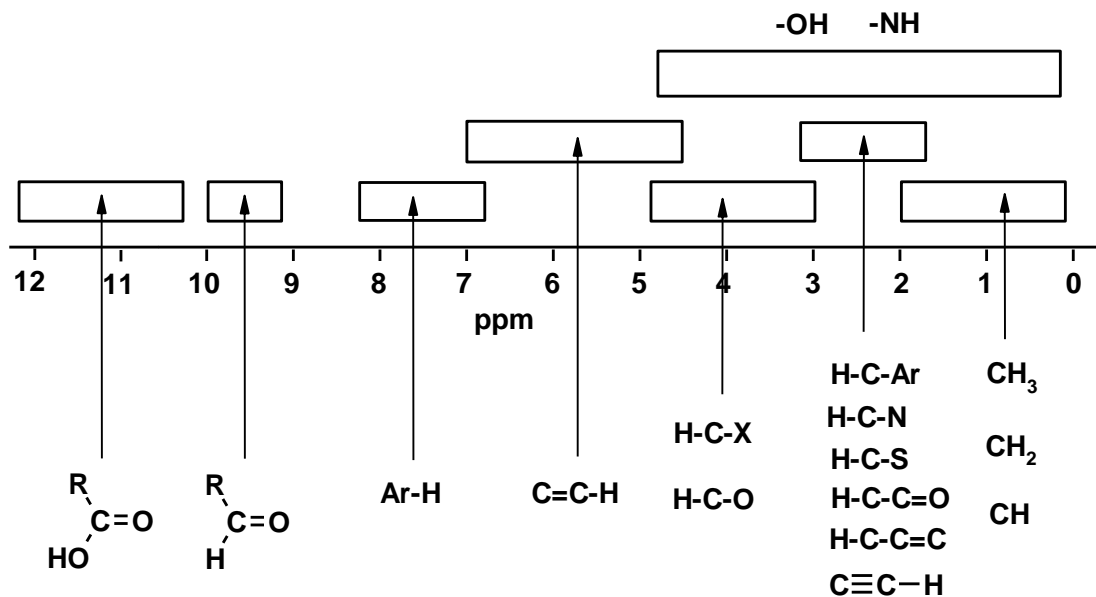 -OH -NH
12 11 10 9 8 7 6 5 4 3 2 1 0
ppm
H-C-Ar
H-C-N
H-C-S
H-C-C=O
H-C-C=C
C≡C-H
CH₃
CH₂
CH
H-C-X
H-C-O
C=C-H
Ar-H
R
C=O
H
R
C=O
HO